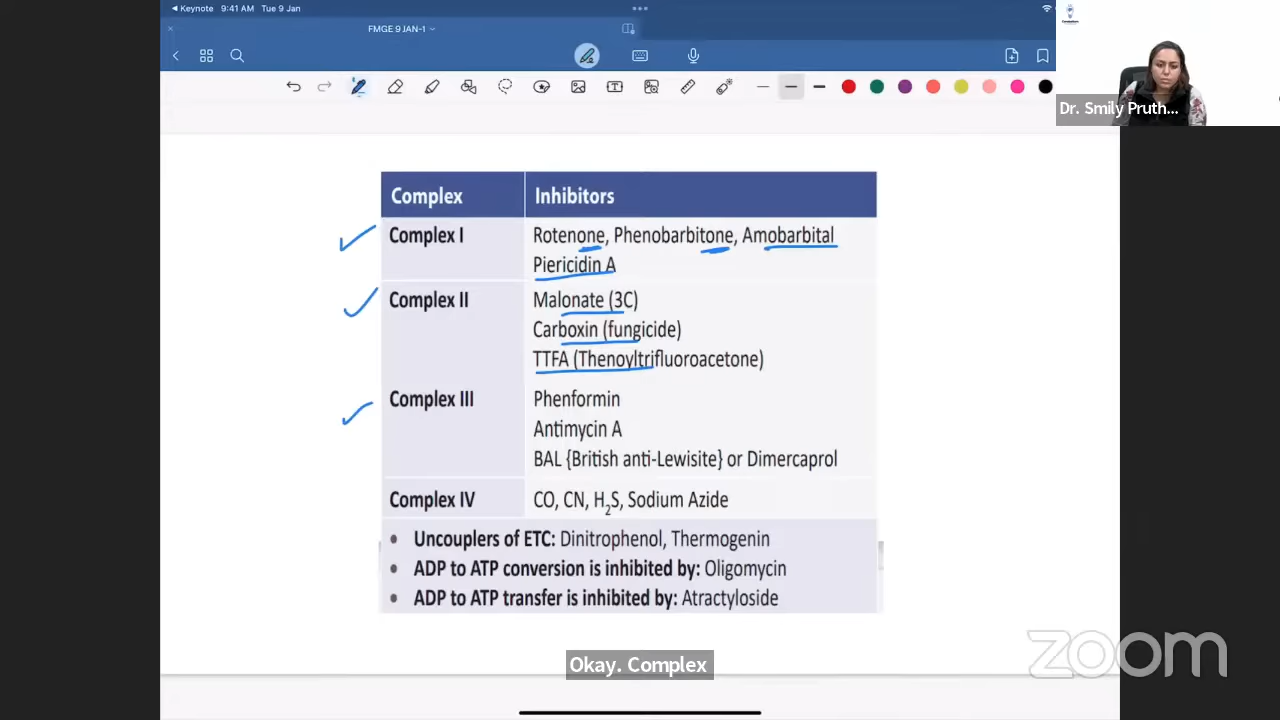 Keynote 9:41 AM Tue 9 Jan
FMGE 9 JAN-1
Dr. Smily Pruth...
Complex Inhibitors
Complex I Rotenone, Phenobarbitone, Amobarbital
Piericidin A
Complex II Malonate (3C)
Carboxin (fungicide)
TTFA (Thenoyltrifluoroacetone)
Complex III Phenformin
Antimycin A
BAL {British anti-Lewisite} or Dimercaprol
Complex IV CO, CN, H₂S, Sodium Azide
• Uncouplers of ETC: Dinitrophenol, Thermogenin
• ADP to ATP conversion is inhibited by: Oligomycin
• ADP to ATP transfer is inhibited by: Atractyloside
Okay. Complex
zoom